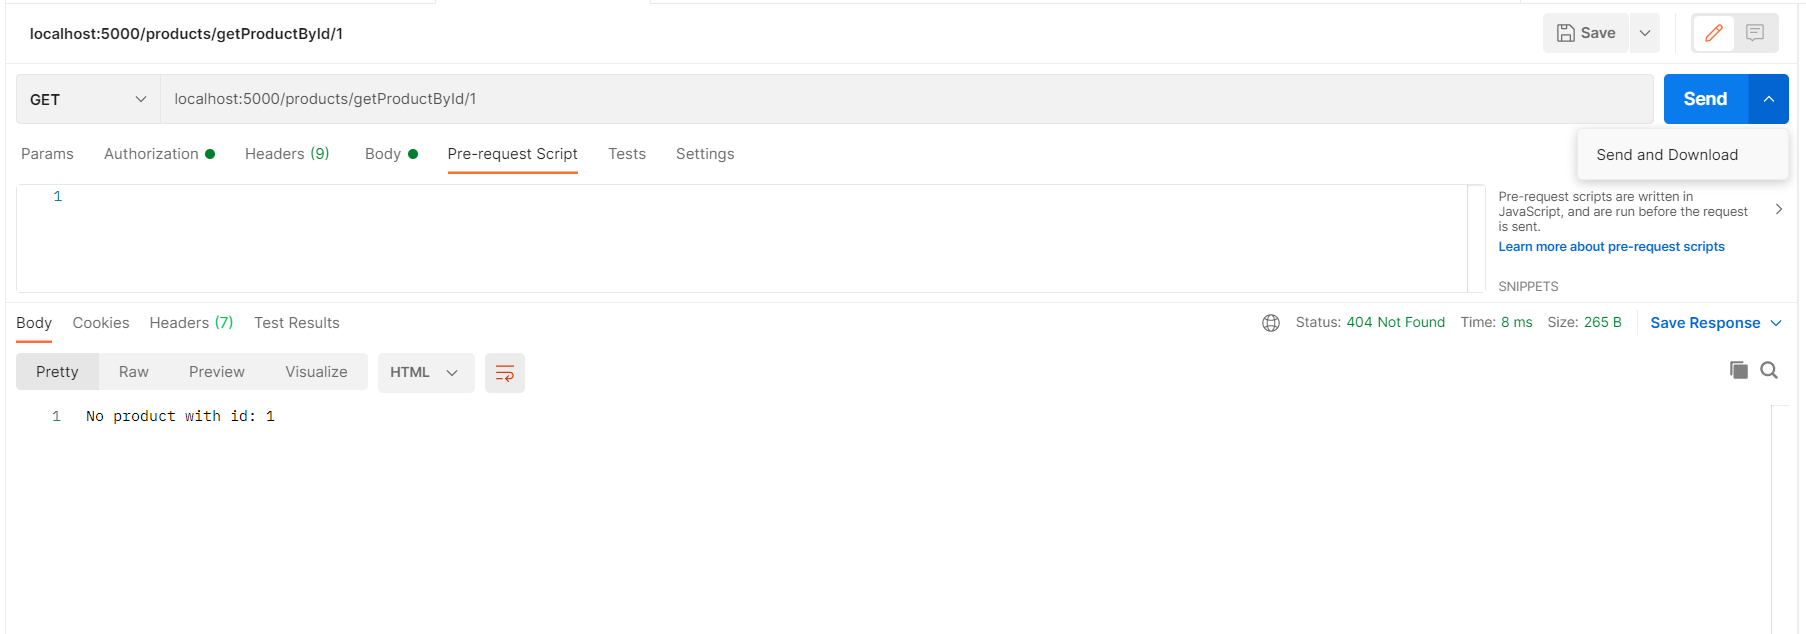 localhost:5000/products/getProductById/1
Save
GET
localhost:5000/products/getProductById/1
Send
Params Authorization Headers (9) Body Pre-request Script Tests Settings
Send and Download
1
Pre-request scripts are written in
JavaScript, and are run before the request
is sent.
Learn more about pre-request scripts
SNIPPETS
Body Cookies Headers (7) Test Results
Status: 404 Not Found Time: 8 ms Size: 265 B Save Response
Pretty Raw Preview Visualize HTML
1 No product with id: 1